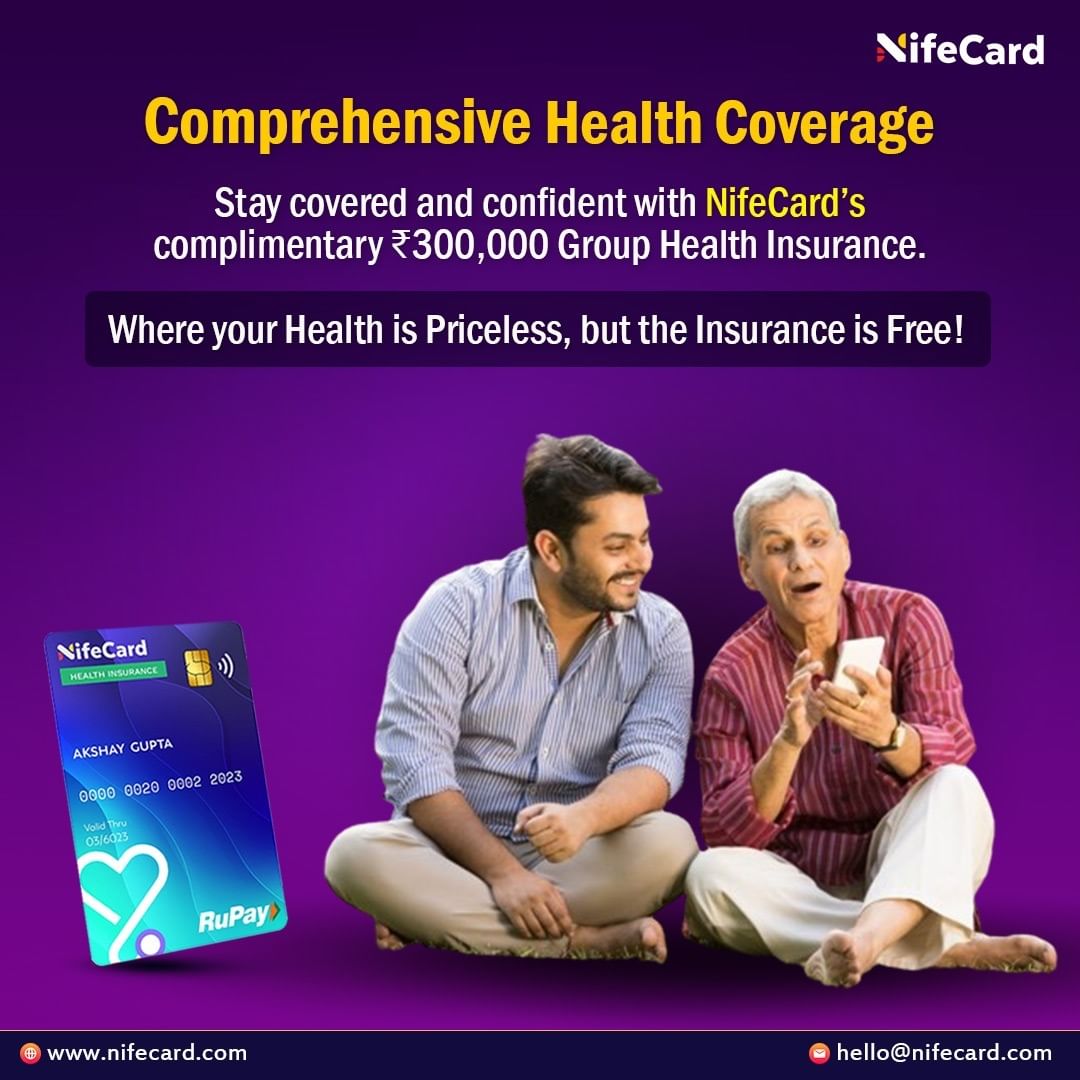 NifeCard
Comprehensive Health Coverage
Stay covered and confident with NifeCard’s
complimentary ₹300,000 Group Health Insurance.
Where your Health is Priceless, but the Insurance is Free!
NifeCard
HEALTH INSURANCE
AKSHAY GUPTA
0000 0020 0002 2023
Valid Thru
03/6023
RuPay
www.nifecard.com
hello@nifecard.com